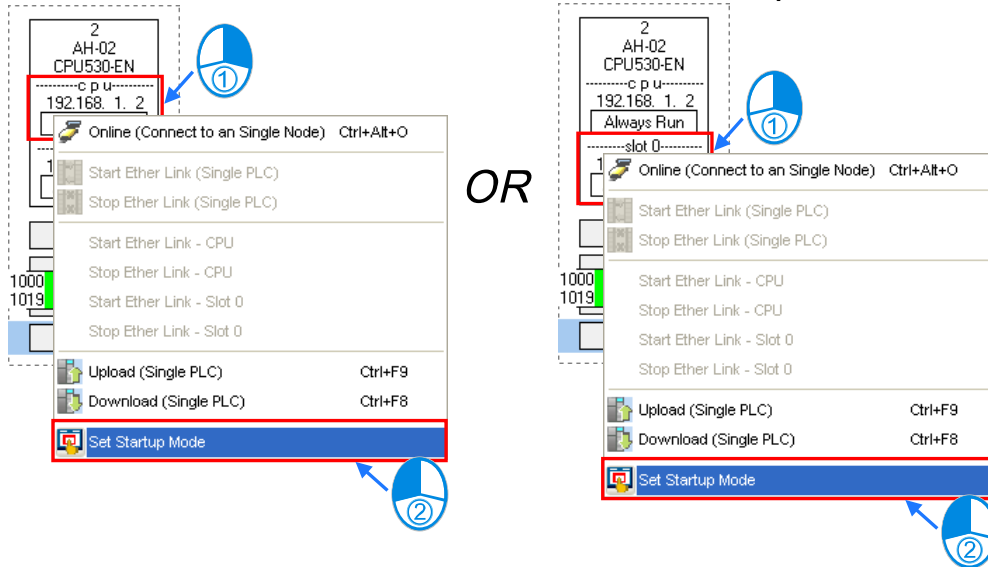 2
AH-02
CPU530-EN
--------c p u---------
192.168. 1. 2
①
Online (Connect to an Single Node) Ctrl+Alt+O
Start Ether Link (Single PLC)
Stop Ether Link (Single PLC)
Start Ether Link - CPU
Stop Ether Link - CPU
Start Ether Link - Slot 0
Stop Ether Link - Slot 0
1000
1019
Upload (Single PLC) Ctrl+F9
Download (Single PLC) Ctrl+F8
Set Startup Mode
②
OR
2
AH-02
CPU530-EN
--------c p u---------
192.168. 1. 2
Always Run
--------slot 0---------
①
Online (Connect to an Single Node) Ctrl+Alt+O
Start Ether Link (Single PLC)
Stop Ether Link (Single PLC)
Start Ether Link - CPU
Stop Ether Link - CPU
Start Ether Link - Slot 0
Stop Ether Link - Slot 0
1000
1019
Upload (Single PLC) Ctrl+F9
Download (Single PLC) Ctrl+F8
Set Startup Mode
②